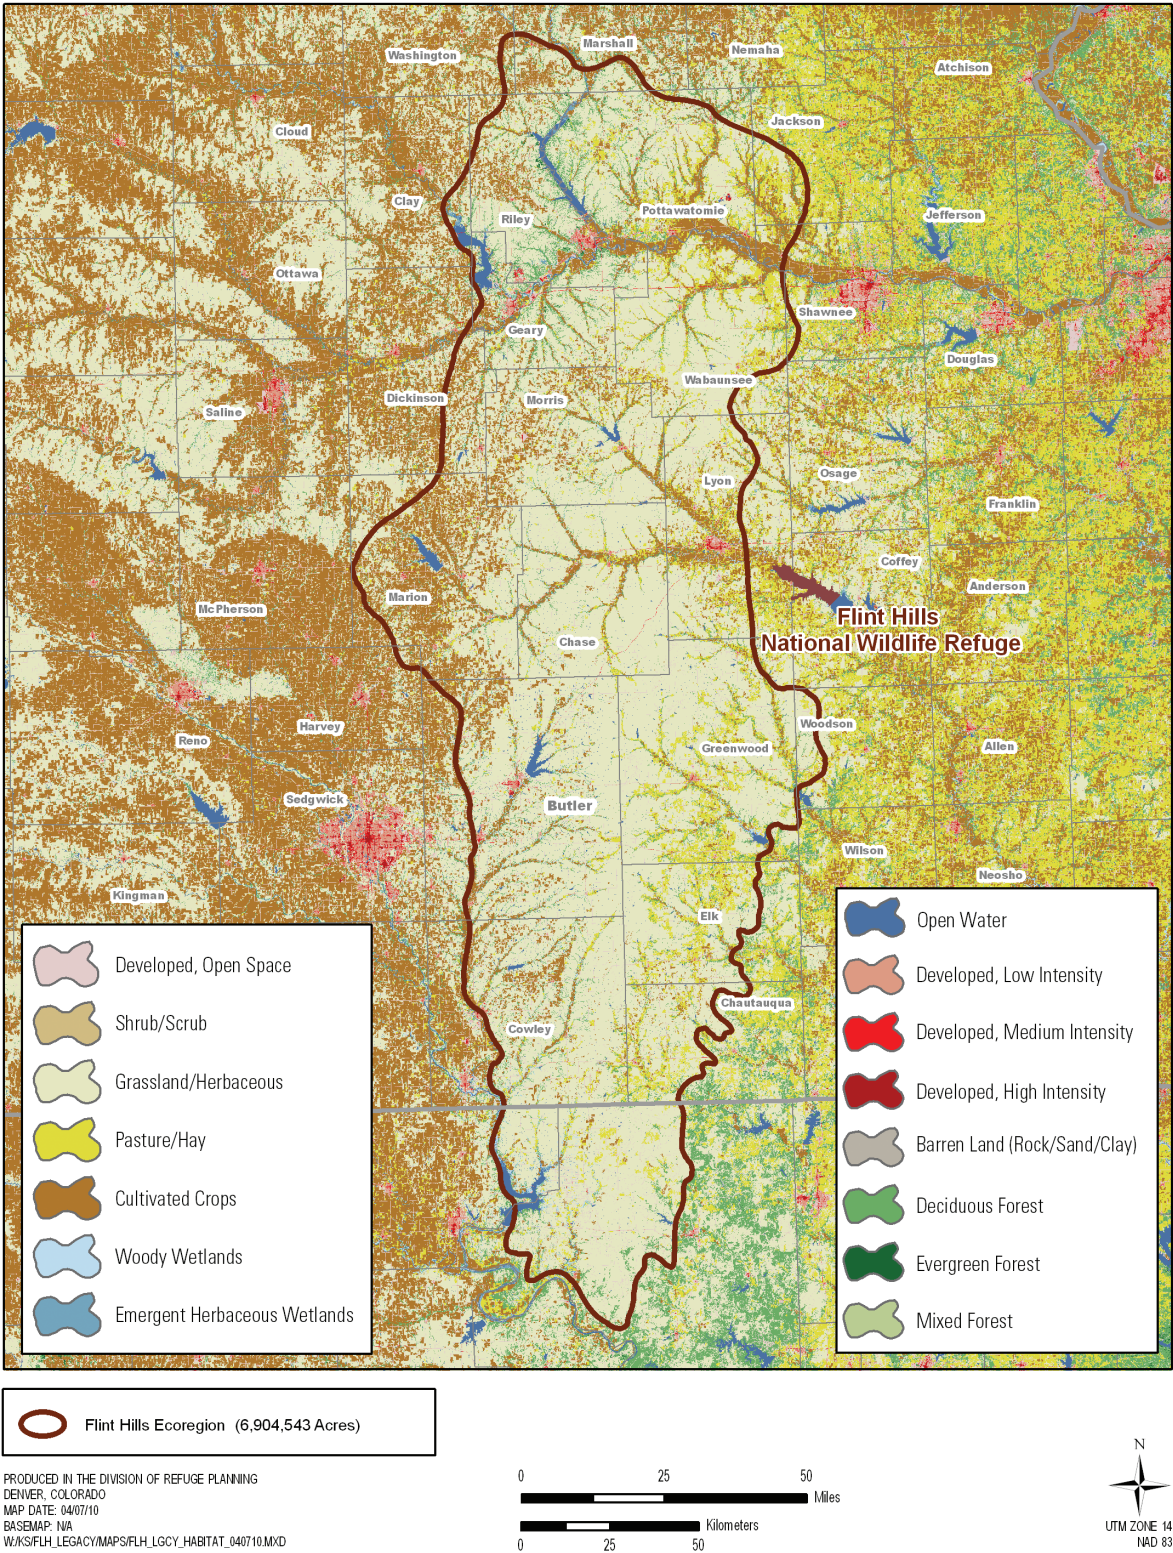 Washington
Marshall
Nemaha
Atchison
Cloud
Jackson
Clay
Riley
Pottawatomie
Jefferson
Ottawa
Shawnee
Geary
Douglas
Wabaunsee
Dickinson
Morris
Saline
Lyon
Osage
Franklin
Coffey
Anderson
Marion
McPherson
Flint Hills
National Wildlife Refuge
Chase
Harvey
Reno
Woodson
Greenwood
Allen
Sedgwick
Butler
Wilson
Neosho
Kingman
Elk
Chautauqua
Cowley
Developed, Open Space
Shrub/Scrub
Grassland/Herbaceous
Pasture/Hay
Cultivated Crops
Woody Wetlands
Emergent Herbaceous Wetlands
Open Water
Developed, Low Intensity
Developed, Medium Intensity
Developed, High Intensity
Barren Land (Rock/Sand/Clay)
Deciduous Forest
Evergreen Forest
Mixed Forest
Flint Hills Ecoregion (6,904,543 Acres)
PRODUCED IN THE DIVISION OF REFUGE PLANNING
DENVER, COLORADO
MAP DATE: 04/07/10
BASEMAP: N/A
W:/KS/FLH_LEGACY/MAPS/FLH_LGCY_HABITAT_040710.MXD
0 25 50
Miles
Kilometers
0 25 50
N
UTM ZONE 14
NAD 83